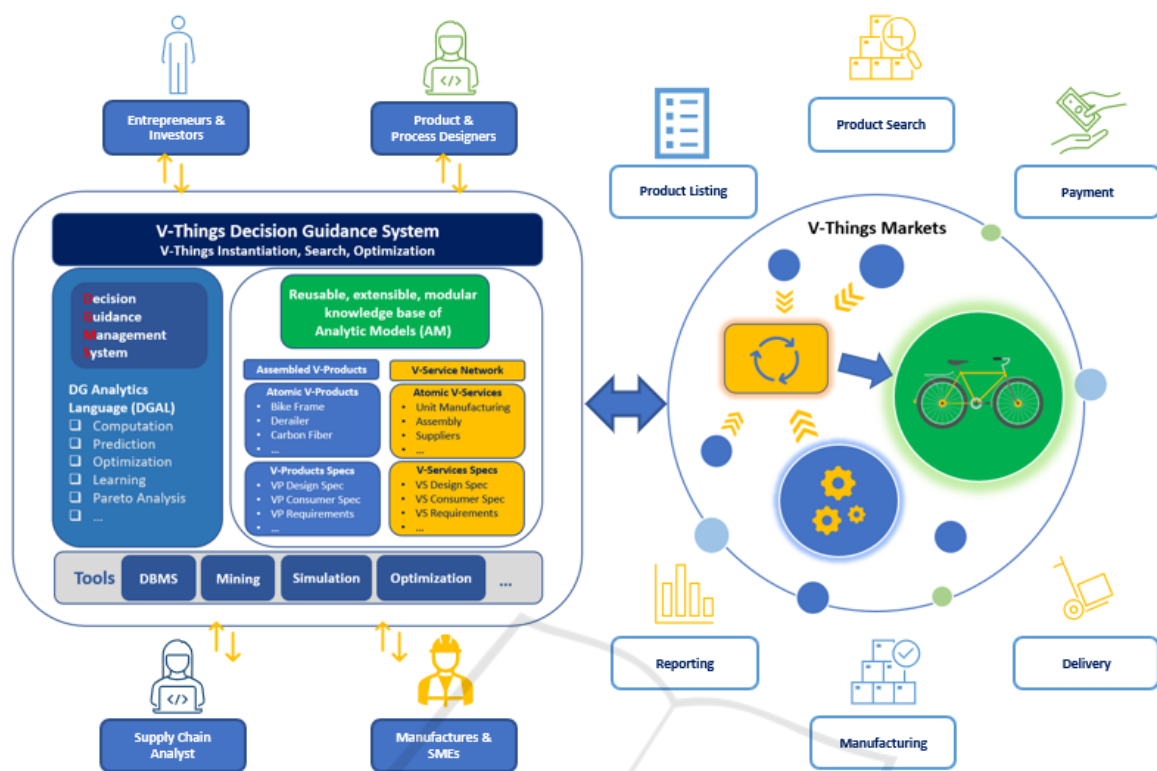 Entrepreneurs &
Investors
Product &
Process Designers
V-Things Decision Guidance System
V-Things Instantiation, Search, Optimization
Decision
Guidance
Management
System
DG Analytics
Language (DGAL)
Computation
Prediction
Optimization
Learning
Pareto Analysis
...
Reusable, extensible, modular
knowledge base of
Analytic Models (AM)
Assembled V-Products
Atomic V-Products
Bike Frame
Derailer
Carbon Fiber
...
V-Products Specs
VP Design Spec
VP Consumer Spec
VP Requirements
...
V-Service Network
Atomic V-Services
Unit Manufacturing
Assembly
Suppliers
...
V-Services Specs
VS Design Spec
VS Consumer Spec
VS Requirements
...
Tools
DBMS
Mining
Simulation
Optimization
...
Supply Chain
Analyst
Manufactures &
SMEs
Product Search
Product Listing
Payment
V-Things Markets
Reporting
Delivery
Manufacturing